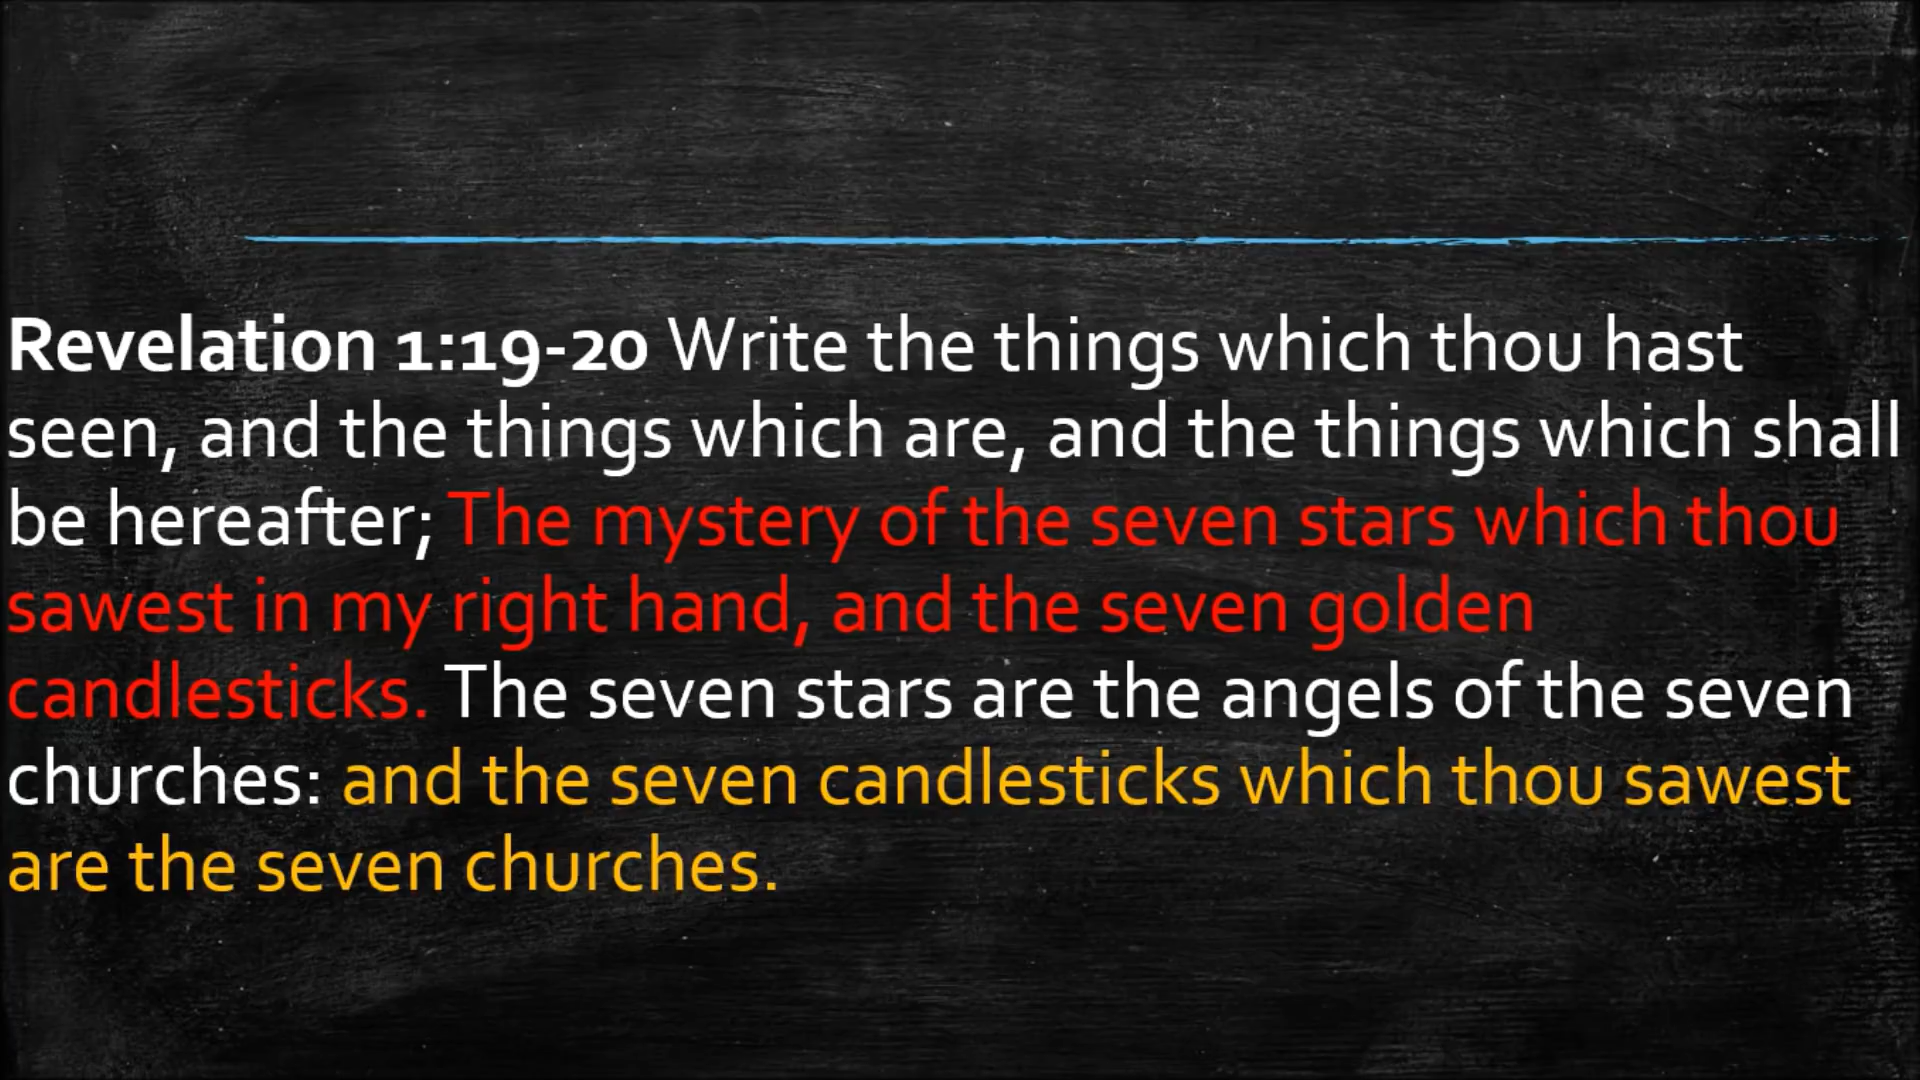 Revelation 1:19-20 Write the things which thou hast
seen, and the things which are, and the things which shall
be hereafter; The mystery of the seven stars which thou
sawest in my right hand, and the seven golden
candlesticks. The seven stars are the angels of the seven
churches: and the seven candlesticks which thou sawest
are the seven churches.